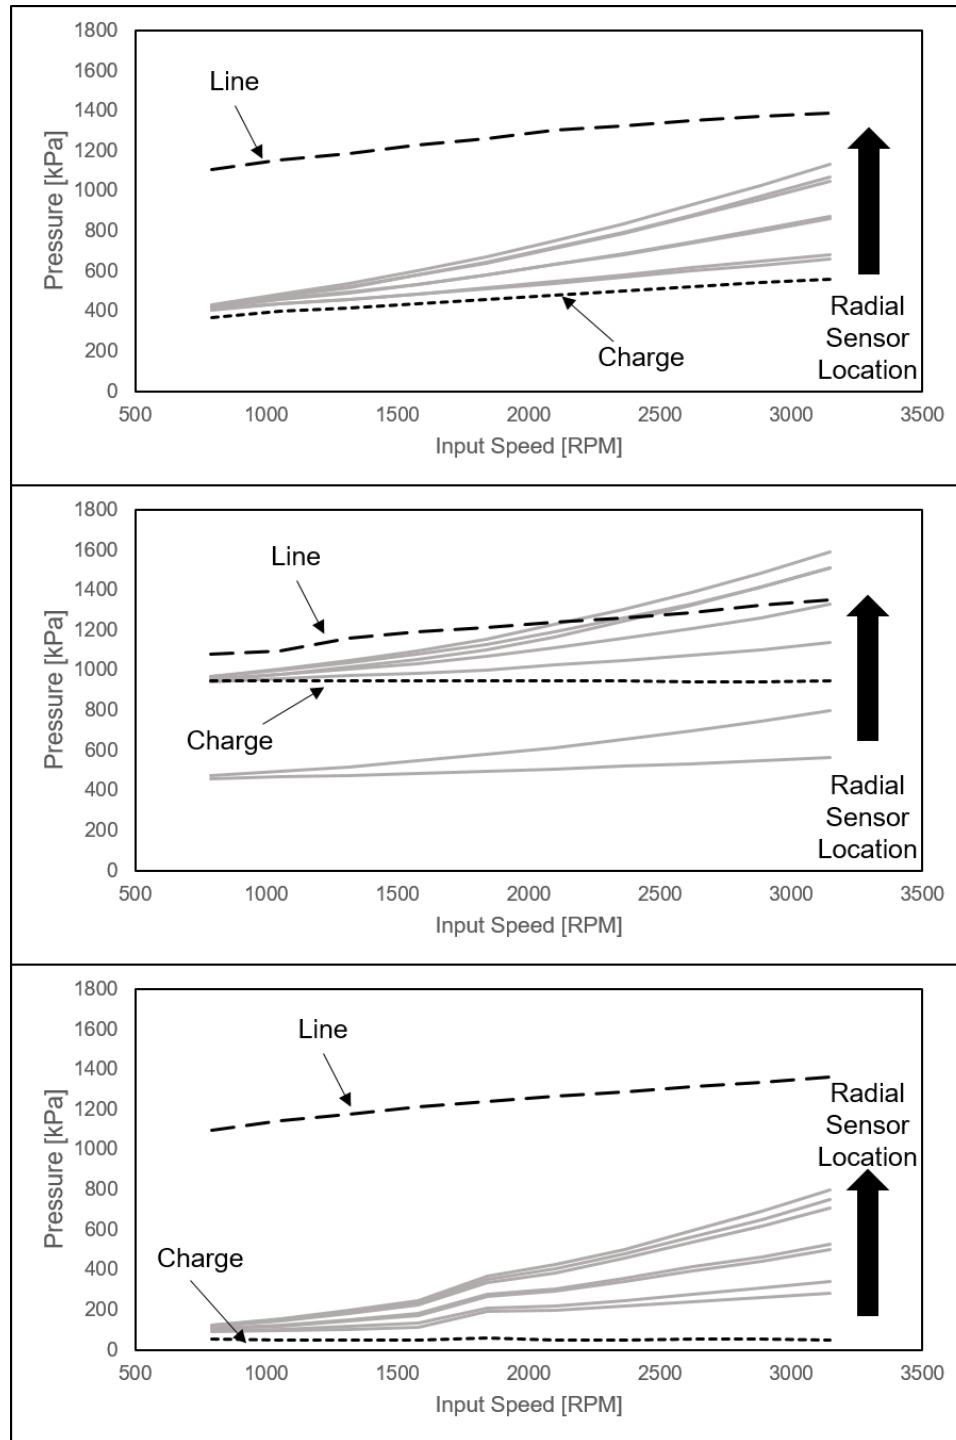 1800
1600
1400
1200
1000
800
600
400
200
0
Pressure [kPa]
Line
Charge
Radial
Sensor
Location
500 1000 1500 2000 2500 3000 3500
Input Speed [RPM]
1800
1600
1400
1200
1000
800
600
400
200
0
Pressure [kPa]
Line
Charge
Radial
Sensor
Location
500 1000 1500 2000 2500 3000 3500
Input Speed [RPM]
1800
1600
1400
1200
1000
800
600
400
200
0
Pressure [kPa]
Line
Radial
Sensor
Location
Charge
500 1000 1500 2000 2500 3000 3500
Input Speed [RPM]